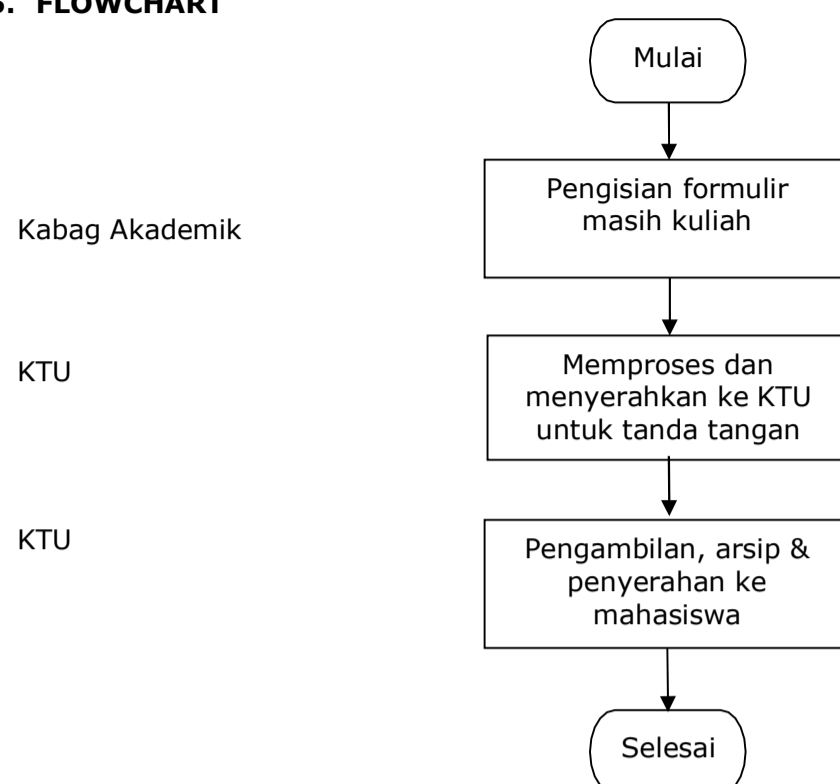 FLOWCHART
Mulai
Kabag Akademik
Pengisian formulir
masih kuliah
KTU
Memproses dan
menyerahkan ke KTU
untuk tanda tangan
KTU
Pengambilan, arsip &
penyerahan ke
mahasiswa
Selesai